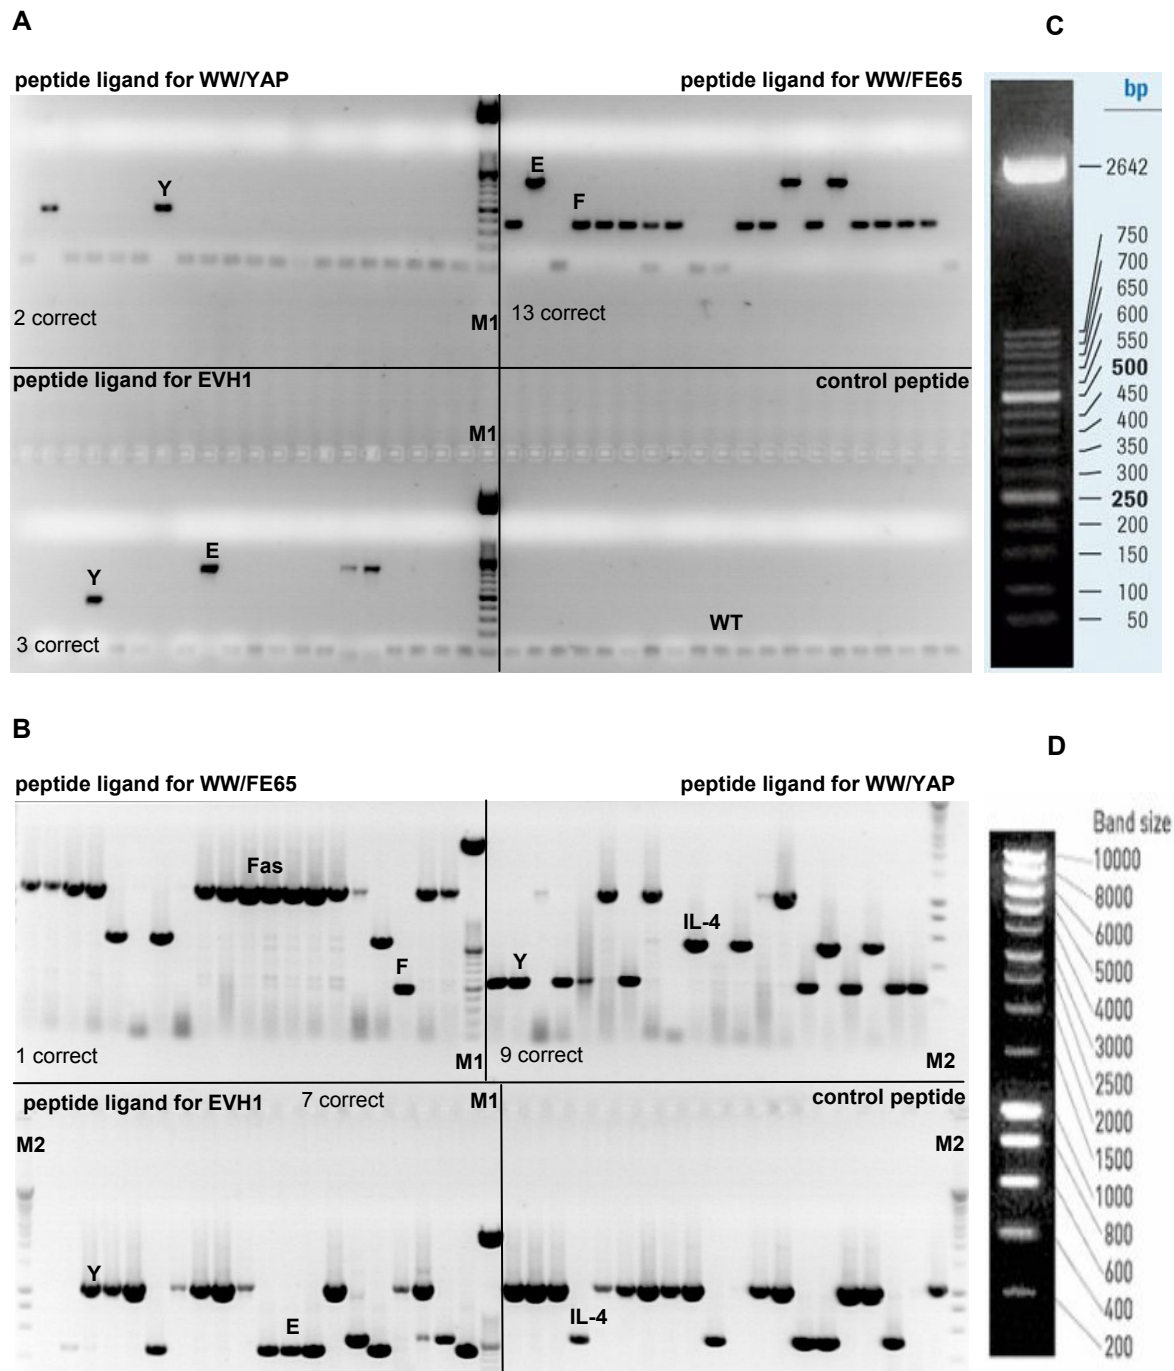 A
C
peptide ligand for WW/YAP
peptide ligand for WW/FE65
bp
Y
E
F
2642
750
700
650
600
550
500
450
400
350
300
250
200
150
100
50
2 correct
M1
13 correct
peptide ligand for EVH1
control peptide
M1
Y
E
WT
3 correct
B
D
peptide ligand for WW/FE65
peptide ligand for WW/YAP
Band size
10000
8000
6000
5000
4000
3000
2500
2000
1500
1000
800
600
400
200
Fas
F
Y
IL-4
1 correct
M1
9 correct
M2
peptide ligand for EVH1
7 correct
M1
control peptide
M2
M2
Y
E
IL-4